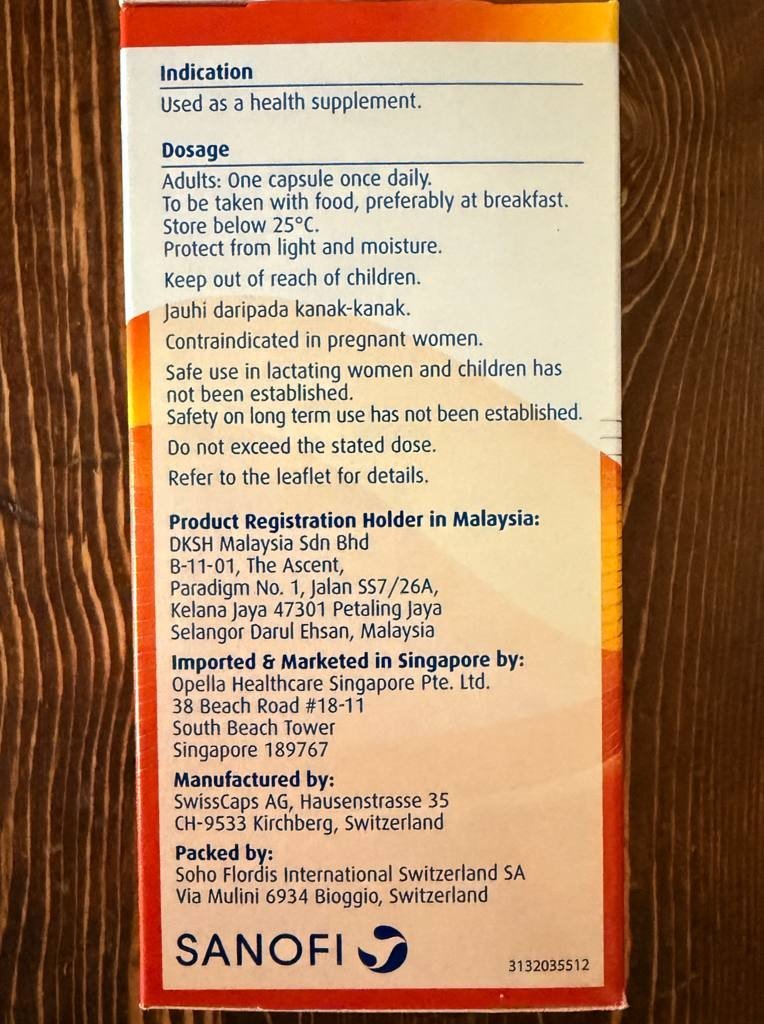 Indication
Used as a health supplement.
Dosage
Adults: One capsule once daily.
To be taken with food, preferably at breakfast.
Store below 25°C.
Protect from light and moisture.
Keep out of reach of children.
Jauhi daripada kanak-kanak.
Contraindicated in pregnant women.
Safe use in lactating women and children has
not been established.
Safety on long term use has not been established.
Do not exceed the stated dose.
Refer to the leaflet for details.
Product Registration Holder in Malaysia:
DKSH Malaysia Sdn Bhd
B-11-01, The Ascent,
Paradigm No. 1, Jalan SS7/26A,
Kelana Jaya 47301 Petaling Jaya
Selangor Darul Ehsan, Malaysia
Imported & Marketed in Singapore by:
Opella Healthcare Singapore Pte. Ltd.
38 Beach Road #18-11
South Beach Tower
Singapore 189767
Manufactured by:
SwissCaps AG, Hausenstrasse 35
CH-9533 Kirchberg, Switzerland
Packed by:
Soho Flordis International Switzerland SA
Via Mulini 6934 Bioggio, Switzerland
SANOFI
3132035512